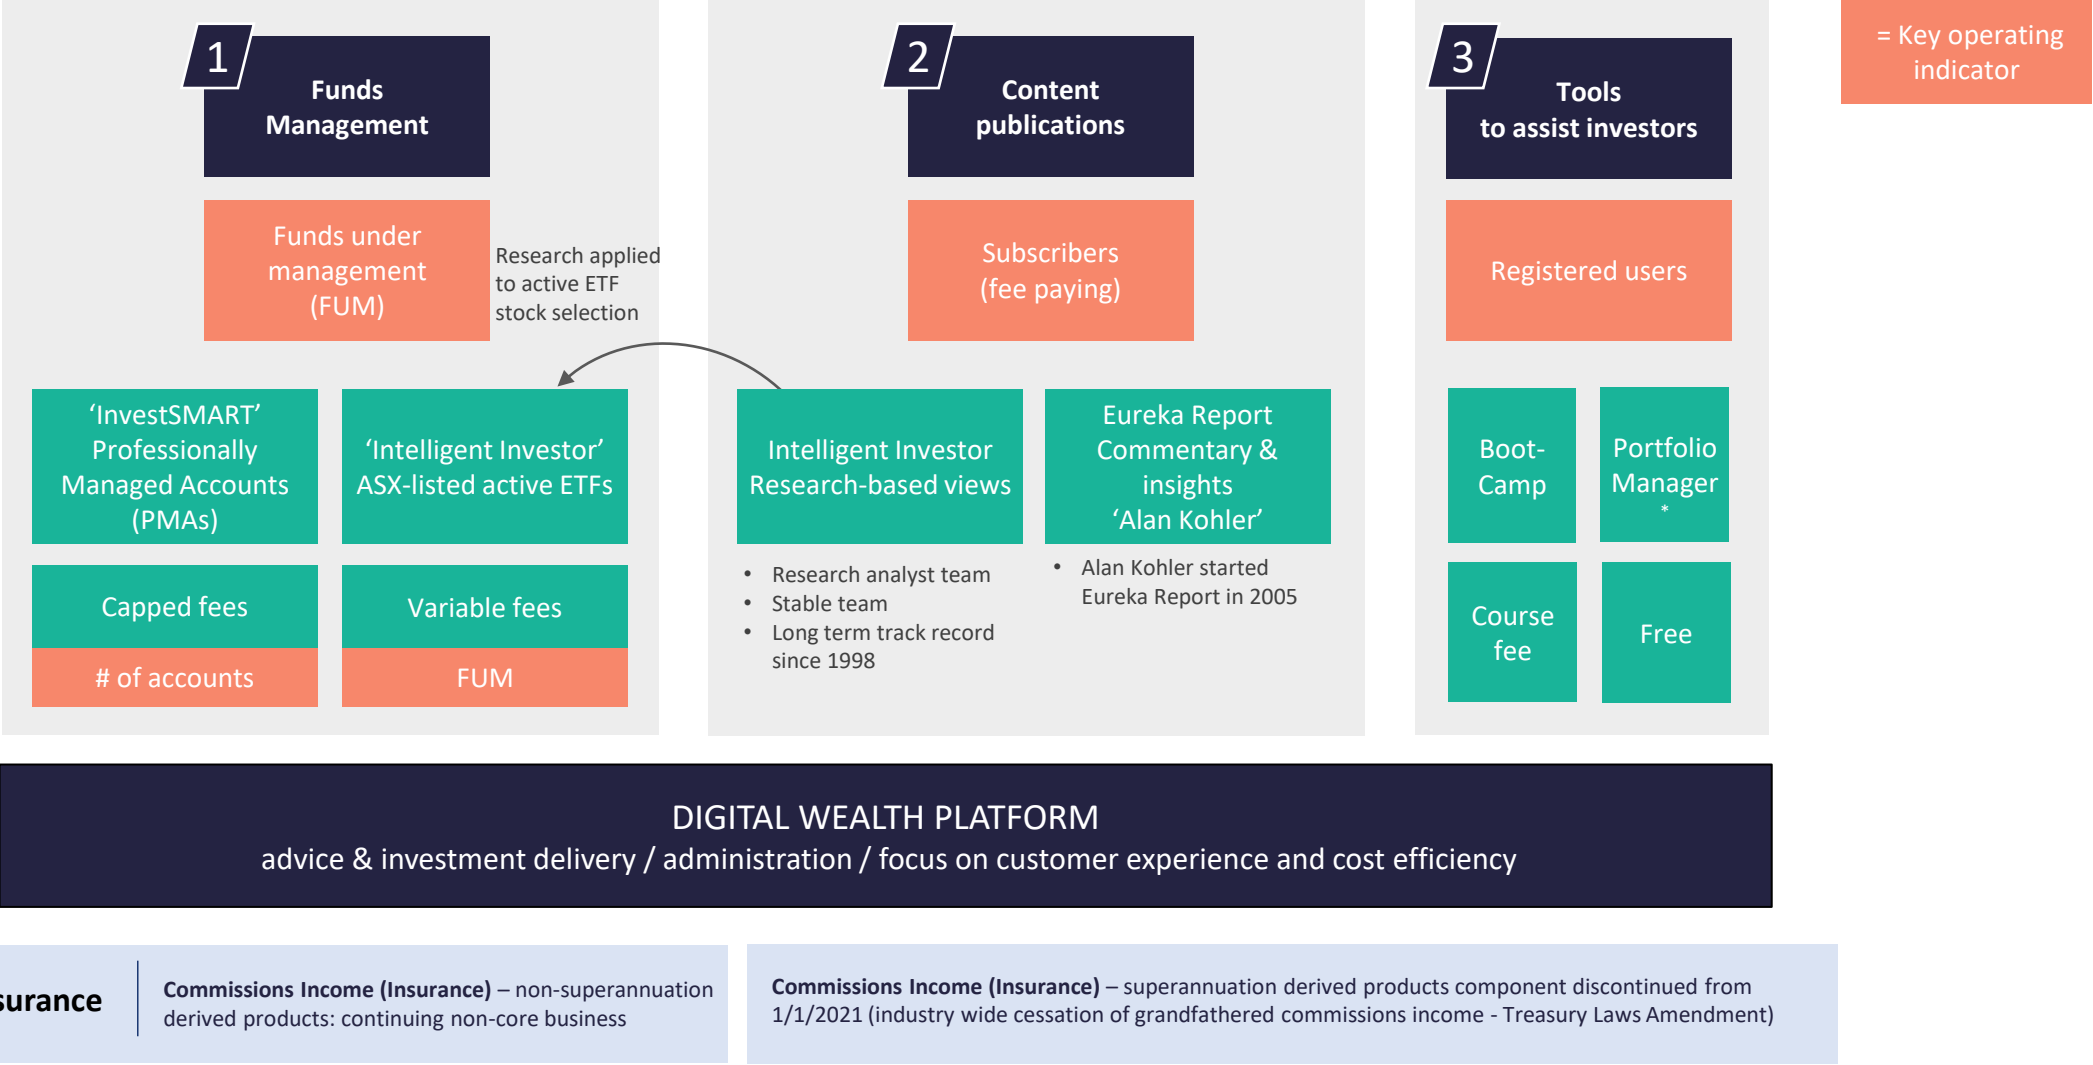 1
Funds
Management
Funds under
management
(FUM)
Research applied
to active ETF
stock selection
‘InvestSMART’
Professionally
Managed Accounts
(PMAs)
‘Intelligent Investor’
ASX-listed active ETFs
Capped fees
# of accounts
Variable fees
FUM
2
Content
publications
Subscribers
(fee paying)
Intelligent Investor
Research-based views
• Research analyst team
• Stable team
• Long term track record
since 1998
Eureka Report
Commentary &
insights
‘Alan Kohler’
• Alan Kohler started
Eureka Report in 2005
3
Tools
to assist investors
Registered users
Boot-
Camp
Portfolio
Manager
*
Course
fee
Free
= Key operating
indicator
DIGITAL WEALTH PLATFORM
advice & investment delivery / administration / focus on customer experience and cost efficiency
surance
Commissions Income (Insurance) – non-superannuation
derived products: continuing non-core business
Commissions Income (Insurance) – superannuation derived products component discontinued from
1/1/2021 (industry wide cessation of grandfathered commissions income - Treasury Laws Amendment)